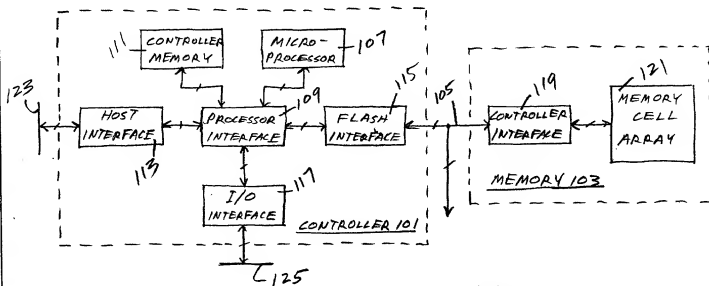 111
CONTROLLER
MEMORY
MICRO-
PROCESSOR
107
123
HOST
INTERFACE
113
109
PROCESSOR
INTERFACE
115
FLASH
INTERFACE
105
119
CONTROLLER
INTERFACE
121
MEMORY
CELL
ARRAY
MEMORY 103
117
I/O
INTERFACE
CONTROLLER 101
125